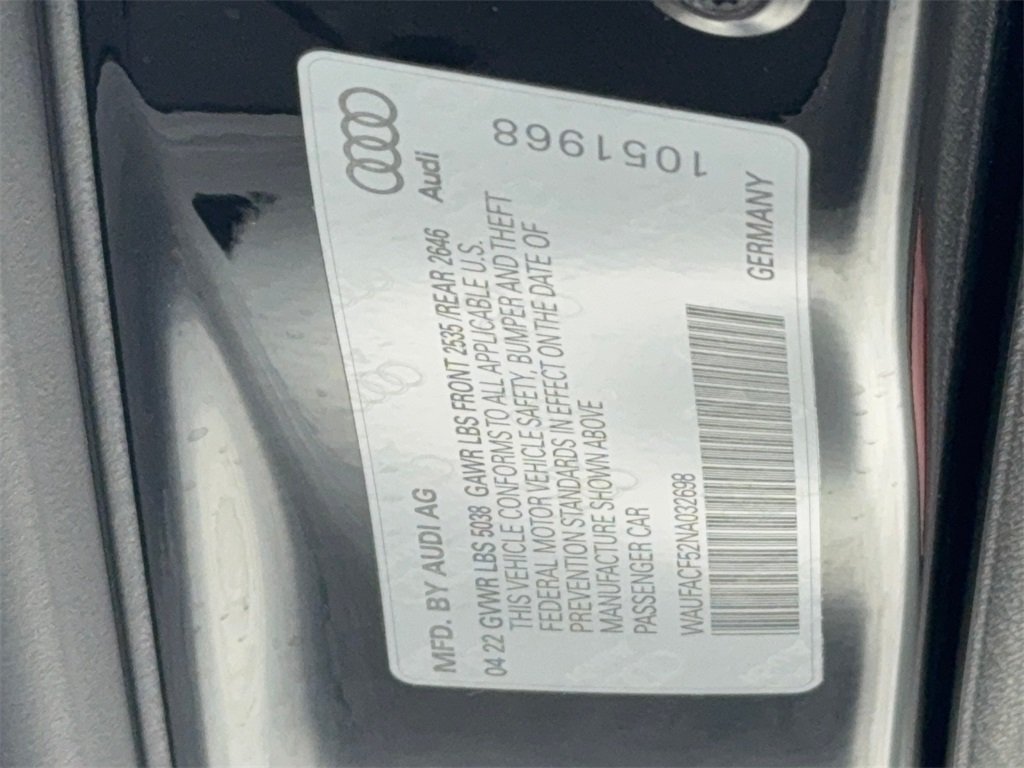 MFD. BY AUDI AG
04 22 GVWR LBS 5038 GAWR LBS FRONT 2535/REAR 2646
THIS VEHICLE CONFORMS TO ALL APPLICABLE U.S.
FEDERAL MOTOR VEHICLE SAFETY, BUMPER AND THEFT
PREVENTION STANDARDS IN EFFECT ON THE DATE OF
MANUFACTURE SHOWN ABOVE
PASSENGER CAR
WAUFACF52NA032698
Audi
1051968
GERMANY